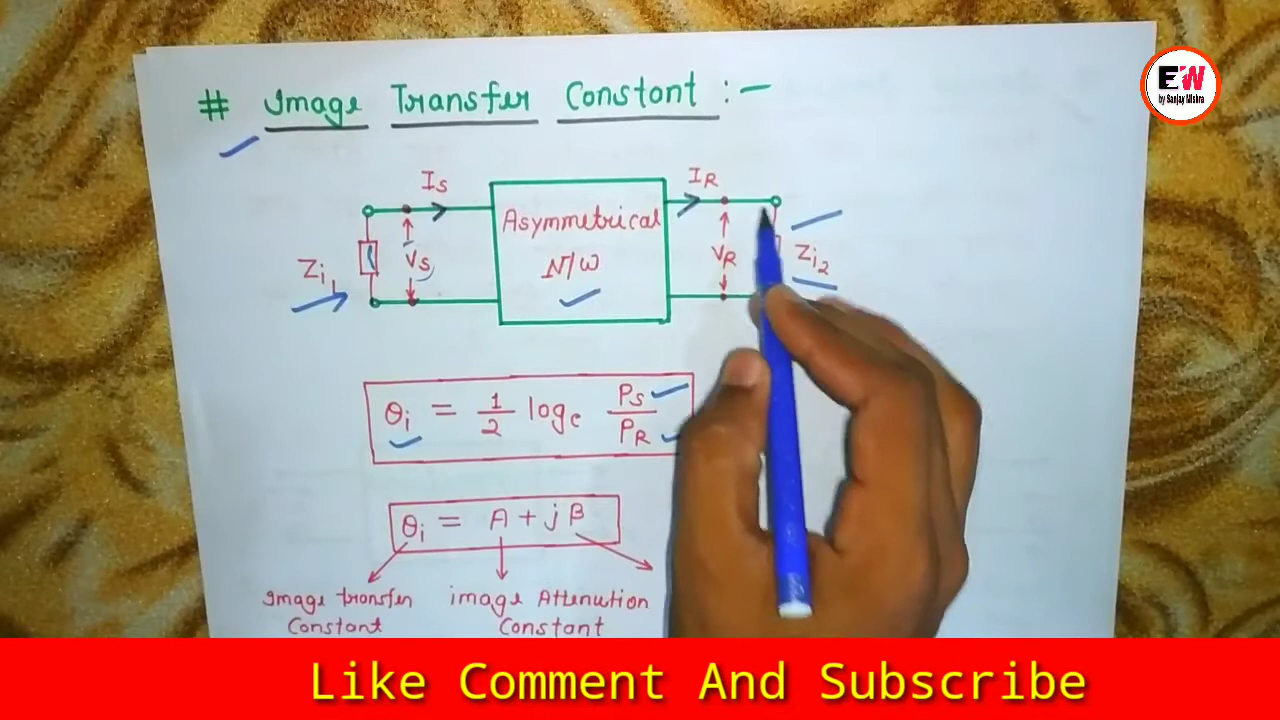 # Image Transfer Constant :-
EW
by Sanjay Mishra
IS
IR
Asymmetrical
N/W
Zi1
VS
VR
Zi2
θi = 1/2 loge PS/PR
θi = A + jβ
Image transfer Constant
image Attenuation Constant
Like Comment And Subscribe